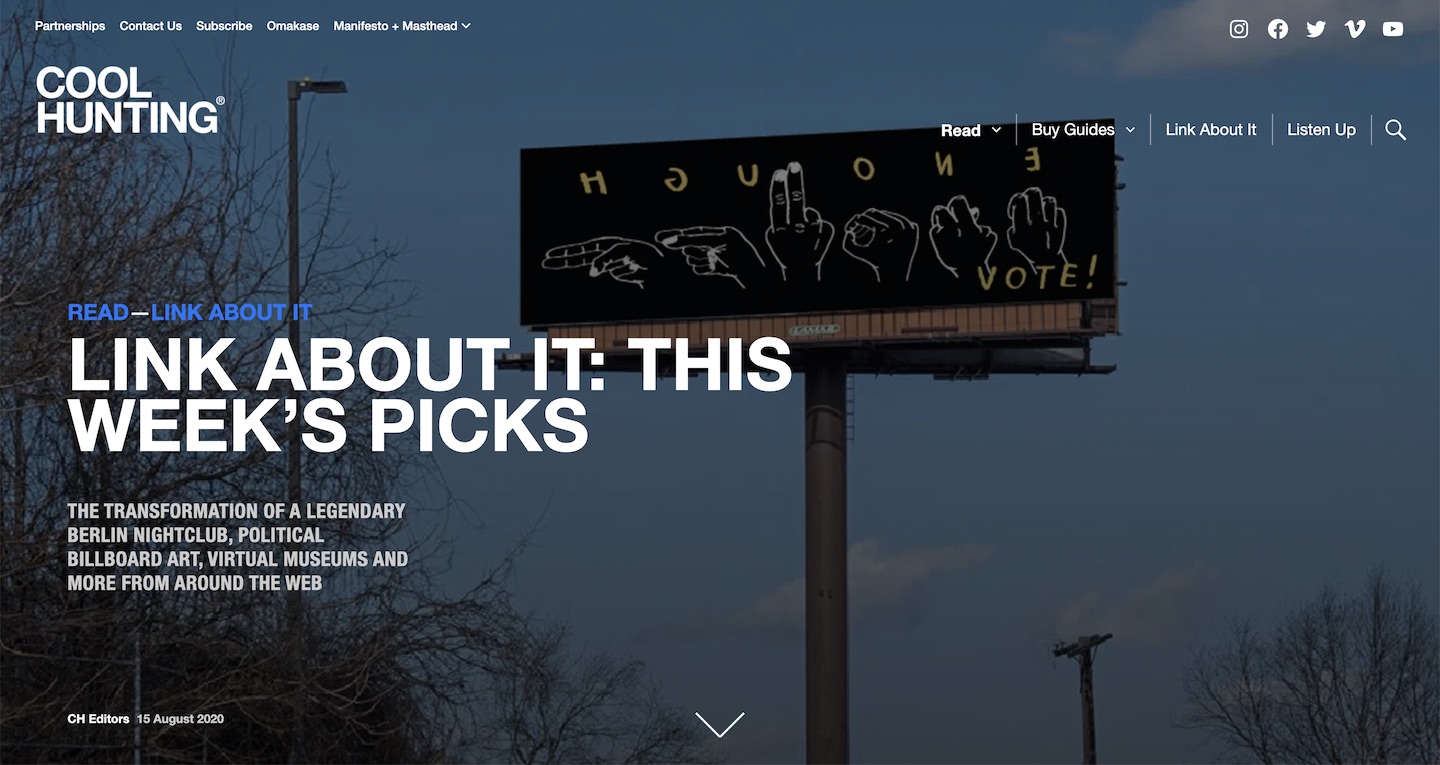 Partnerships Contact Us Subscribe Omakase Manifesto + Masthead
COOL
HUNTING®
Read Buy Guides Link About It Listen Up
H G U O N E
VOTE!
READ—LINK ABOUT IT
LINK ABOUT IT: THIS
WEEK’S PICKS
THE TRANSFORMATION OF A LEGENDARY
BERLIN NIGHTCLUB, POLITICAL
BILLBOARD ART, VIRTUAL MUSEUMS AND
MORE FROM AROUND THE WEB
CH Editors 15 August 2020